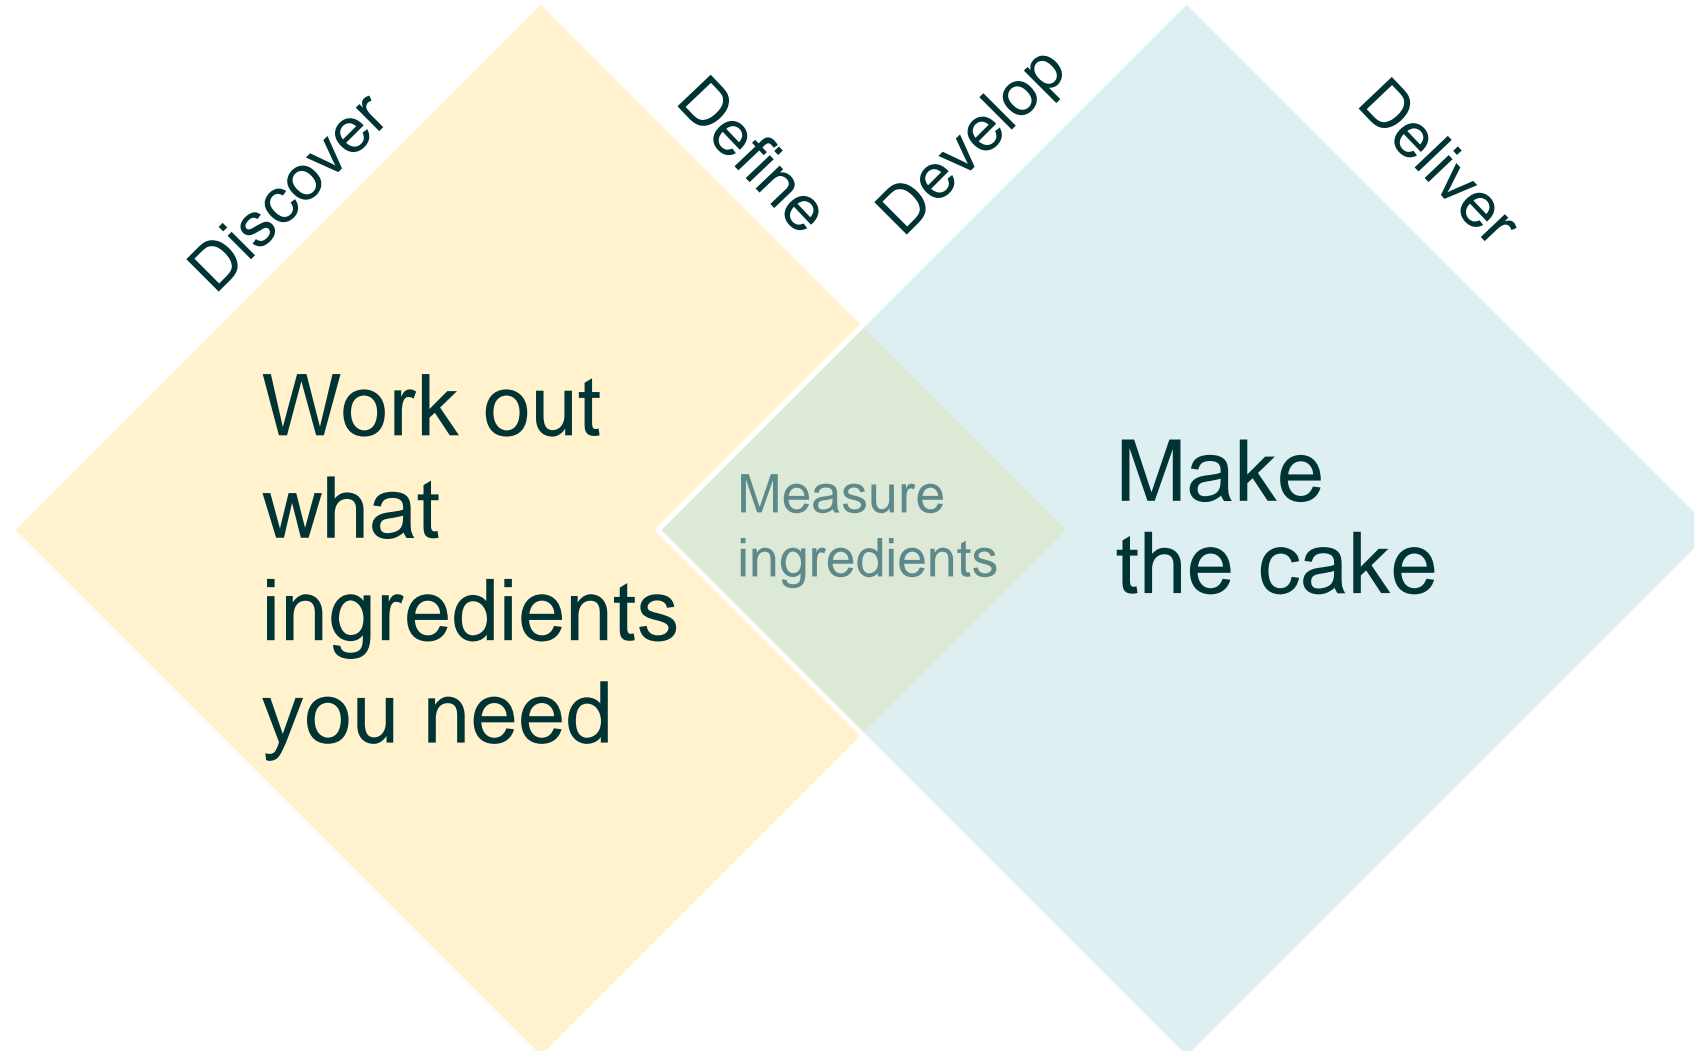 Discover
Define
Develop
Deliver
Work out
what
ingredients
you need
Measure
ingredients
Make
the cake